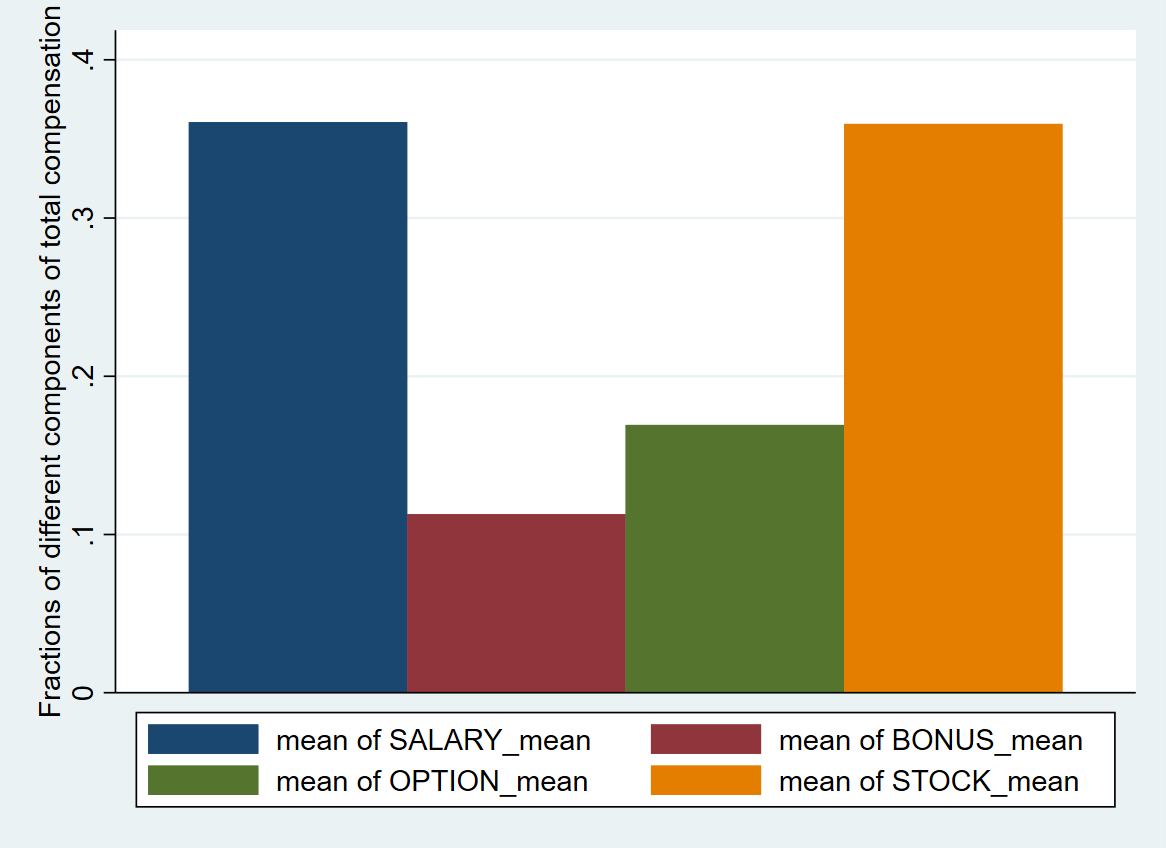 Fractions of different components of total compensation
.4
.3
.2
.1
0
mean of SALARY_mean
mean of BONUS_mean
mean of OPTION_mean
mean of STOCK_mean